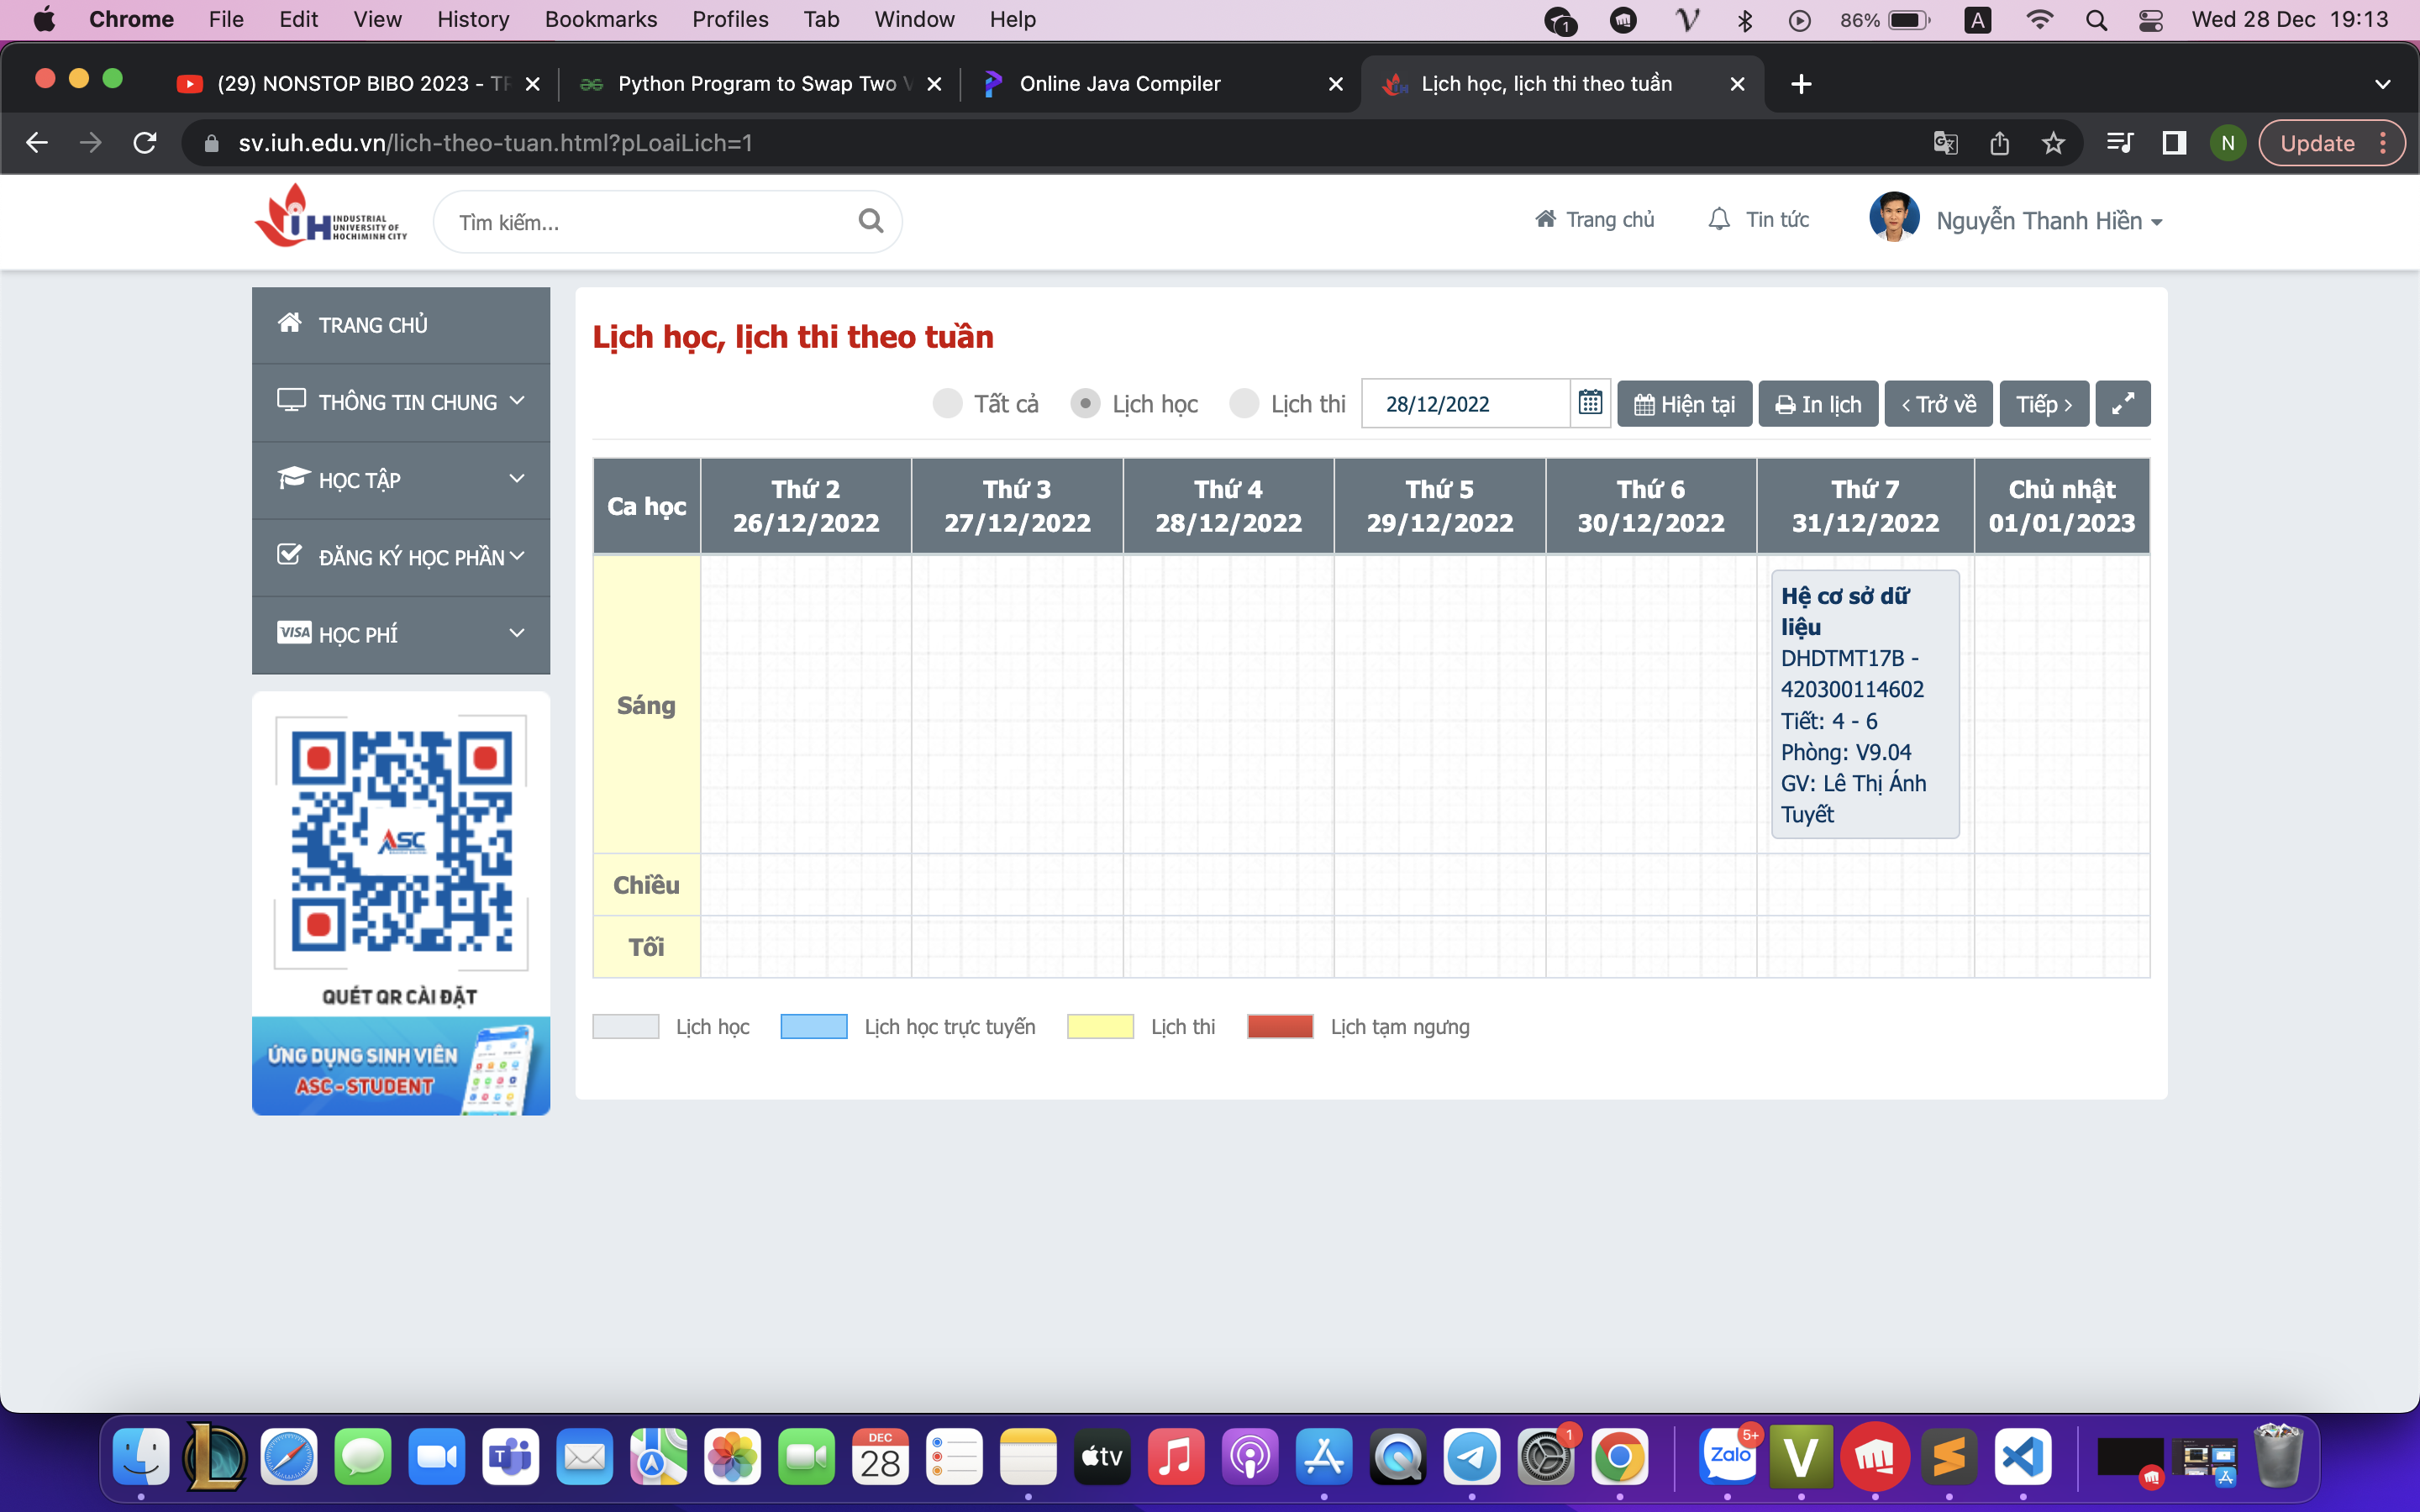 Chrome File Edit View History Bookmarks Profiles Tab Window Help 1 86% A Wed 28 Dec 19:13
(29) NONSTOP BIBO 2023 - TR Python Program to Swap Two V Online Java Compiler Lịch học, lịch thi theo tuần
sv.iuh.edu.vn/lich-theo-tuan.html?pLoaiLich=1 N Update
iUH INDUSTRIAL
UNIVERSITY OF
HOCHIMINH CITY
Tìm kiếm... Trang chủ Tin tức Nguyễn Thanh Hiền
TRANG CHỦ
THÔNG TIN CHUNG
HỌC TẬP
ĐĂNG KÝ HỌC PHẦN
VISA HỌC PHÍ
ASC
QUÉT QR CÀI ĐẶT
ỨNG DỤNG SINH VIÊN
ASC - STUDENT
Lịch học, lịch thi theo tuần
Tất cả Lịch học Lịch thi 28/12/2022 Hiện tại In lịch Trở về Tiếp
Ca học
Thứ 2
26/12/2022
Thứ 3
27/12/2022
Thứ 4
28/12/2022
Thứ 5
29/12/2022
Thứ 6
30/12/2022
Thứ 7
31/12/2022
Chủ nhật
01/01/2023
Sáng
Hệ cơ sở dữ
liệu
DHDTMT17B -
420300114602
Tiết: 4 - 6
Phòng: V9.04
GV: Lê Thị Ánh
Tuyết
Chiều
Tối
Lịch học Lịch học trực tuyến Lịch thi Lịch tạm ngưng
DEC
28
tv
1
Zalo
5+
V